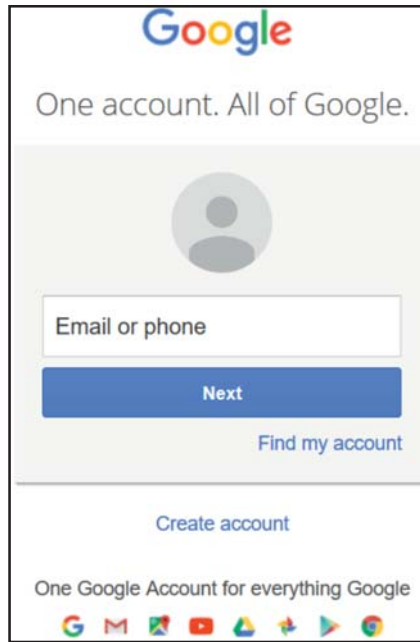 Google
One account. All of Google.
Email or phone
Next
Find my account
Create account
One Google Account for everything Google